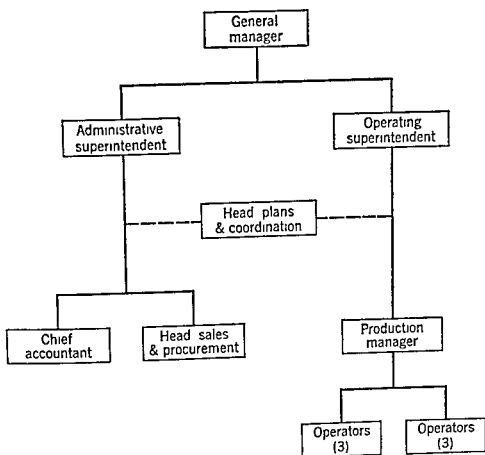 General
manager
Administrative
superintendent
Operating
superintendent
Head plans
& coordination
Chief
accountant
Head sales
& procurement
Production
manager
Operators
(3)
Operators
(3)